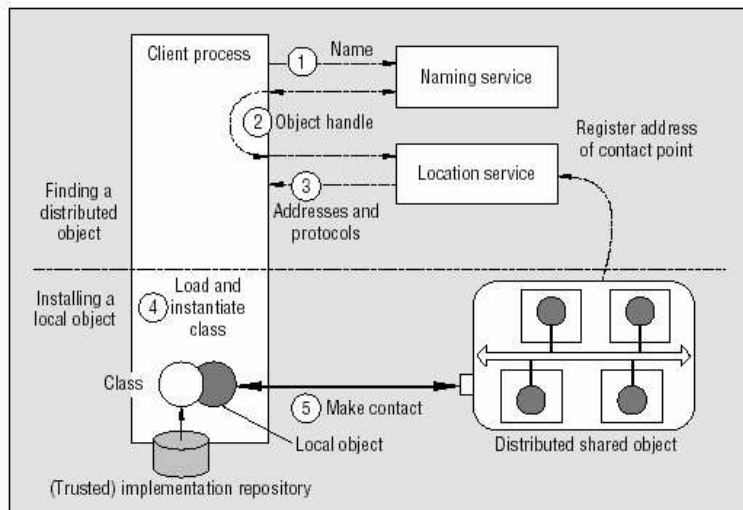 Client process
1
Name
Naming service
2
Object handle
Register address
of contact point
Location service
3
Addresses and
protocols
Finding a
distributed
object
Installing a
local object
4
Load and
instantiate
class
Class
5
Make contact
Local object
Distributed shared object
(Trusted) implementation repository